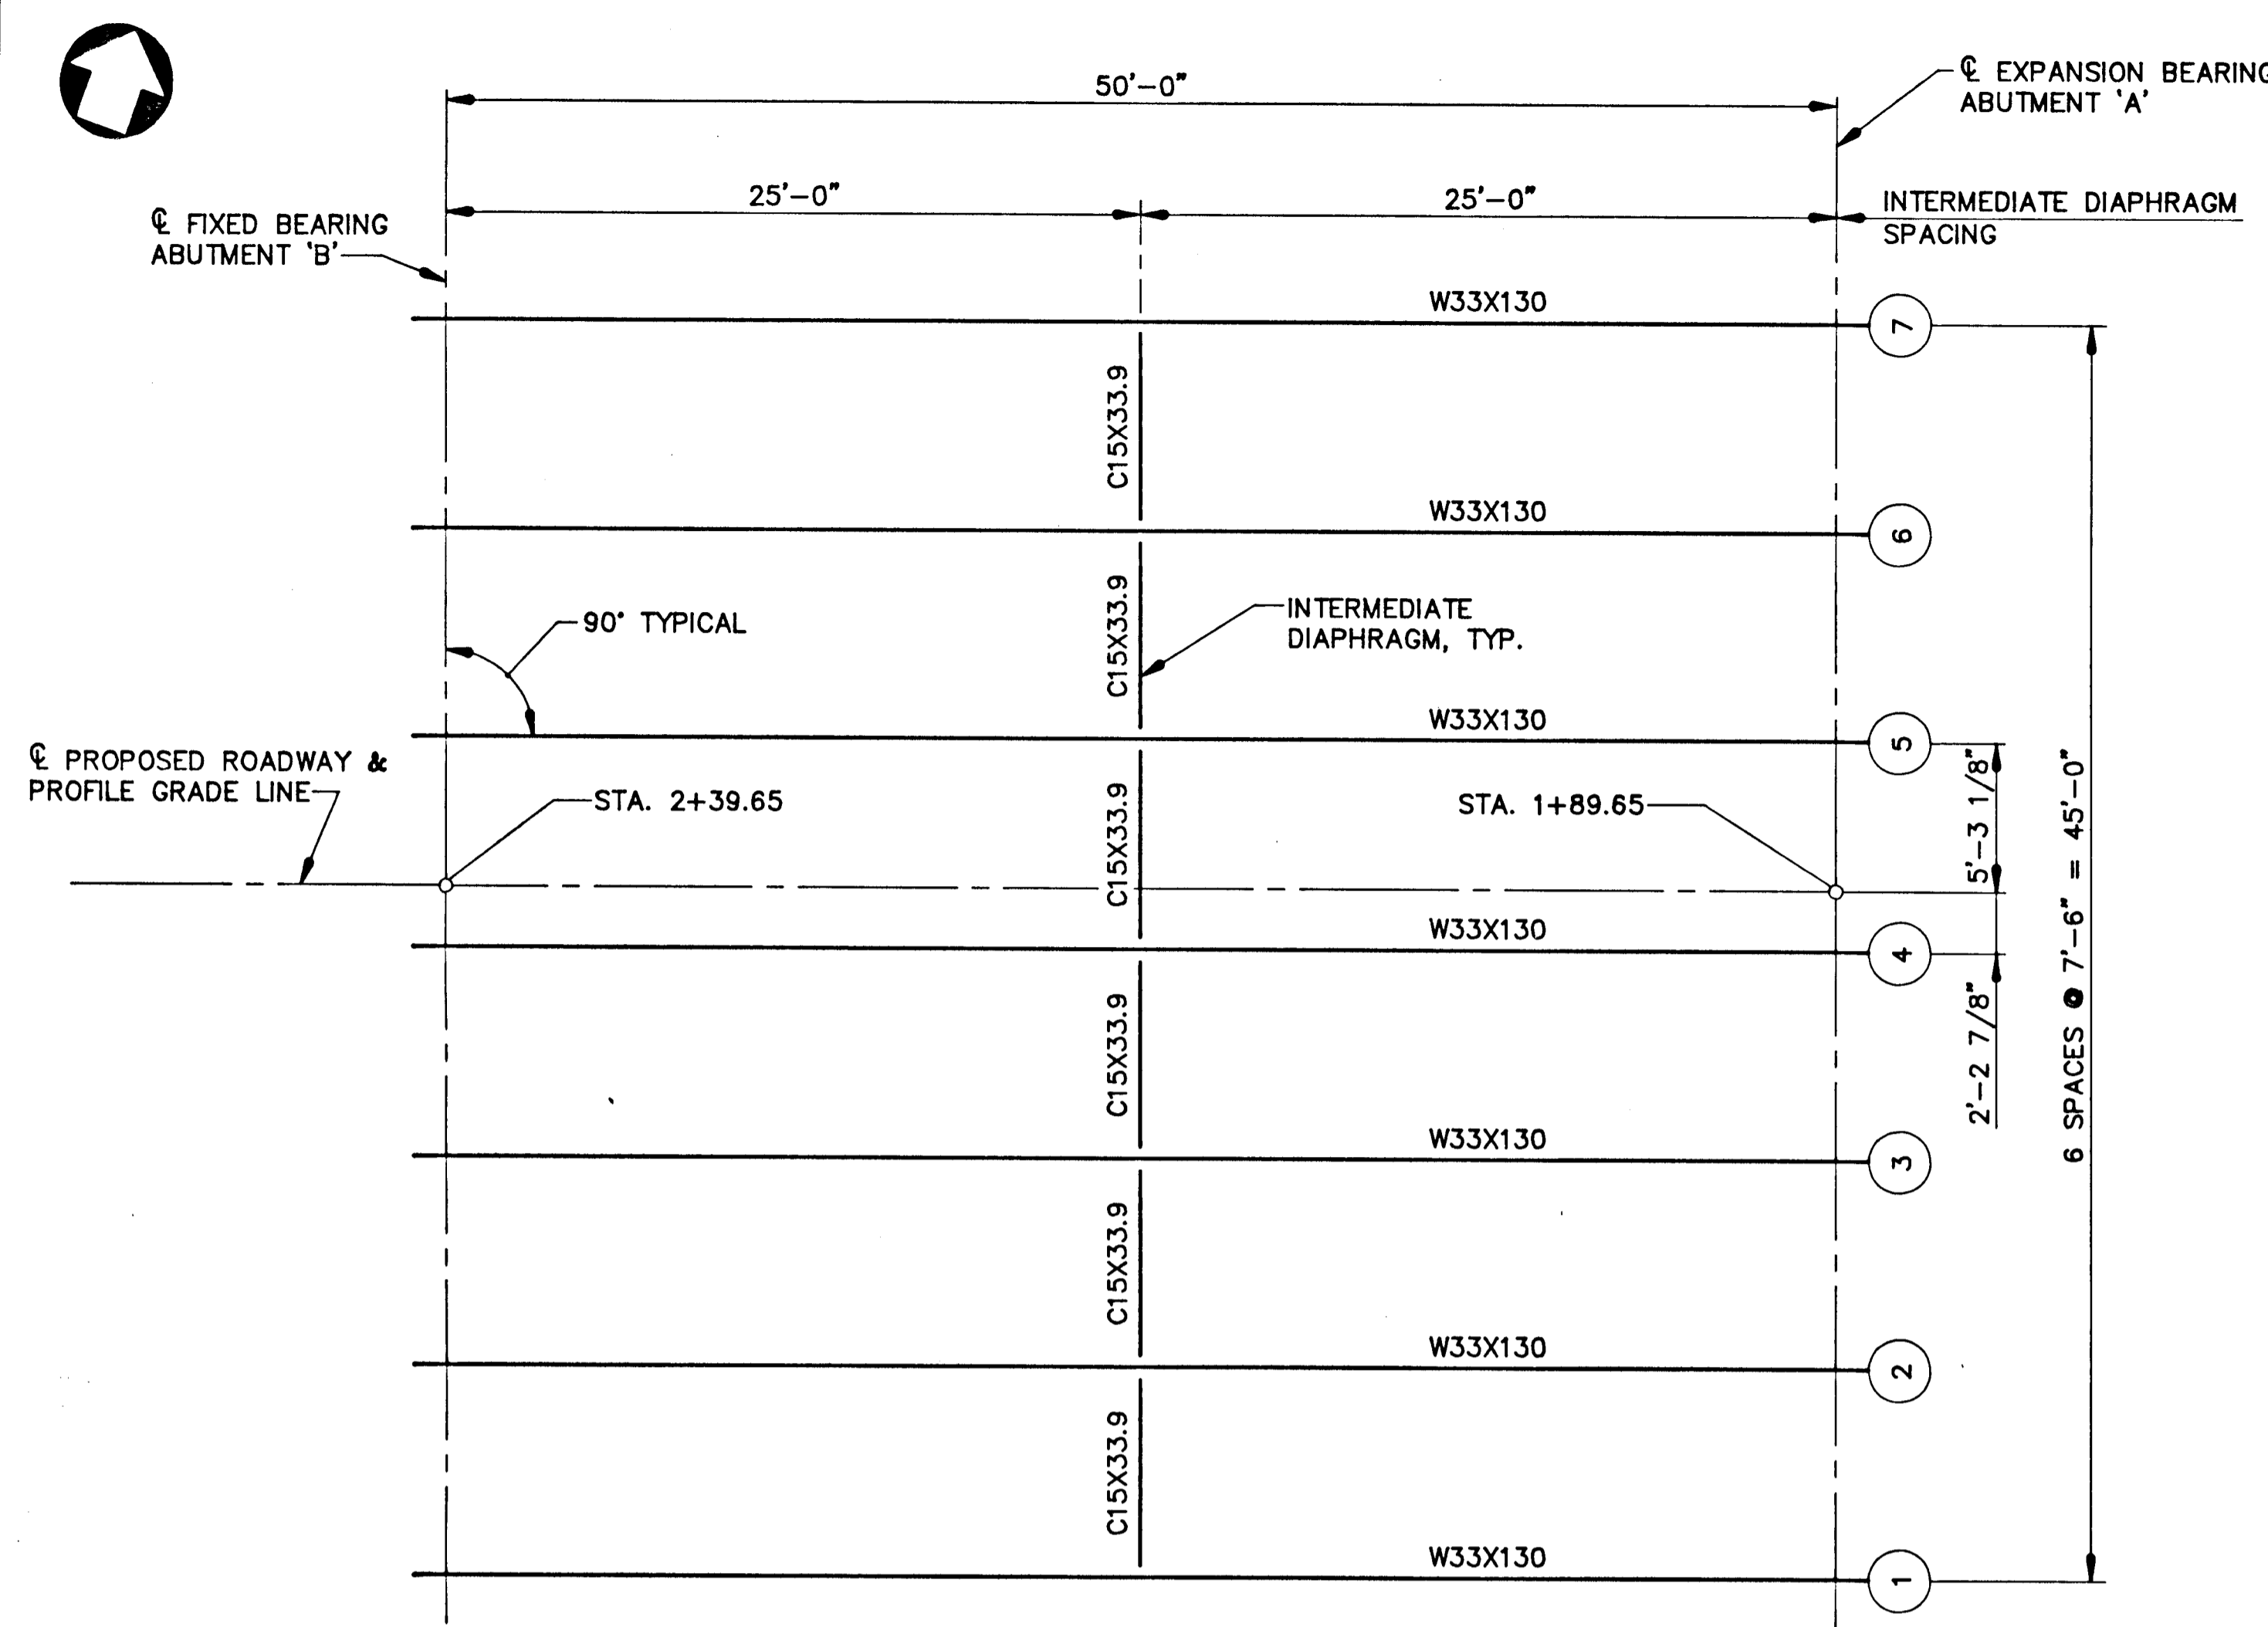 50'-0"
℄ EXPANSION BEARING
ABUTMENT 'A'
25'-0"
25'-0"
INTERMEDIATE DIAPHRAGM
SPACING
℄ FIXED BEARING
ABUTMENT 'B'
W33X130
7
C15X33.9
W33X130
6
C15X33.9
90° TYPICAL
INTERMEDIATE
DIAPHRAGM, TYP.
W33X130
5
℄ PROPOSED ROADWAY &
PROFILE GRADE LINE
STA. 2+39.65
C15X33.9
STA. 1+89.65
5'-3 1/8"
6 SPACES @ 7'-6" = 45'-0"
W33X130
4
2'-2 7/8"
C15X33.9
W33X130
3
C15X33.9
W33X130
2
C15X33.9
W33X130
1